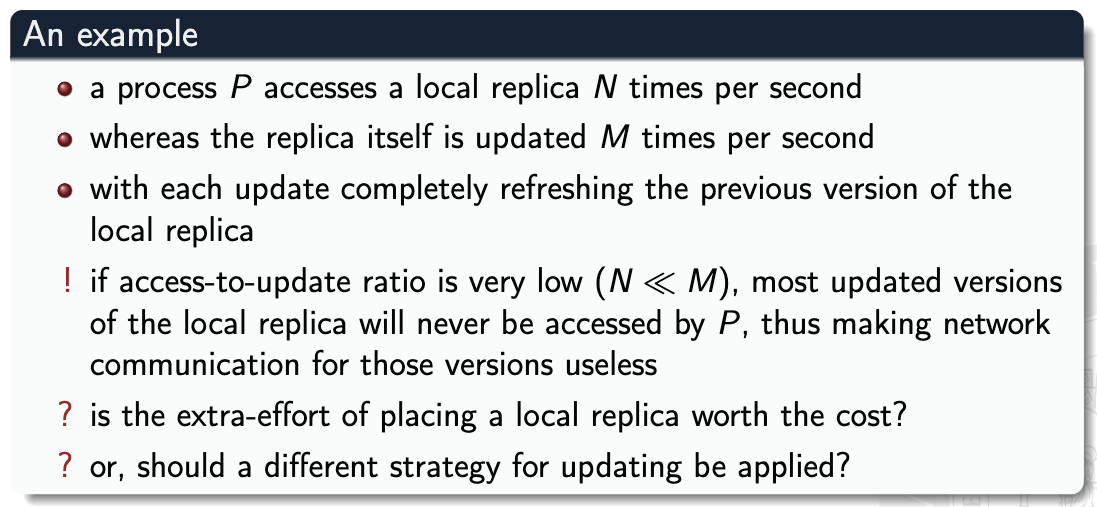 An example
• a process P accesses a local replica N times per second
• whereas the replica itself is updated M times per second
• with each update completely refreshing the previous version of the
local replica
! if access-to-update ratio is very low (N ≪ M), most updated versions
of the local replica will never be accessed by P, thus making network
communication for those versions useless
? is the extra-effort of placing a local replica worth the cost?
? or, should a different strategy for updating be applied?